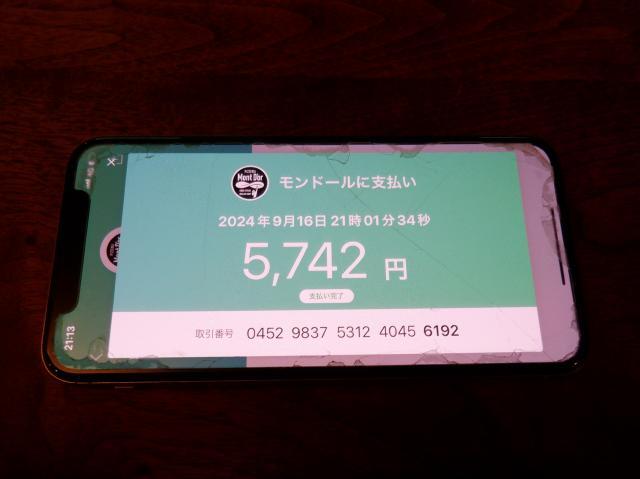 Mont D'or
モンドールに支払い
2024年9月16日 21時01分34秒
5,742 円
支払い完了
取引番号 0452 9837 5312 4045 6192
21:13